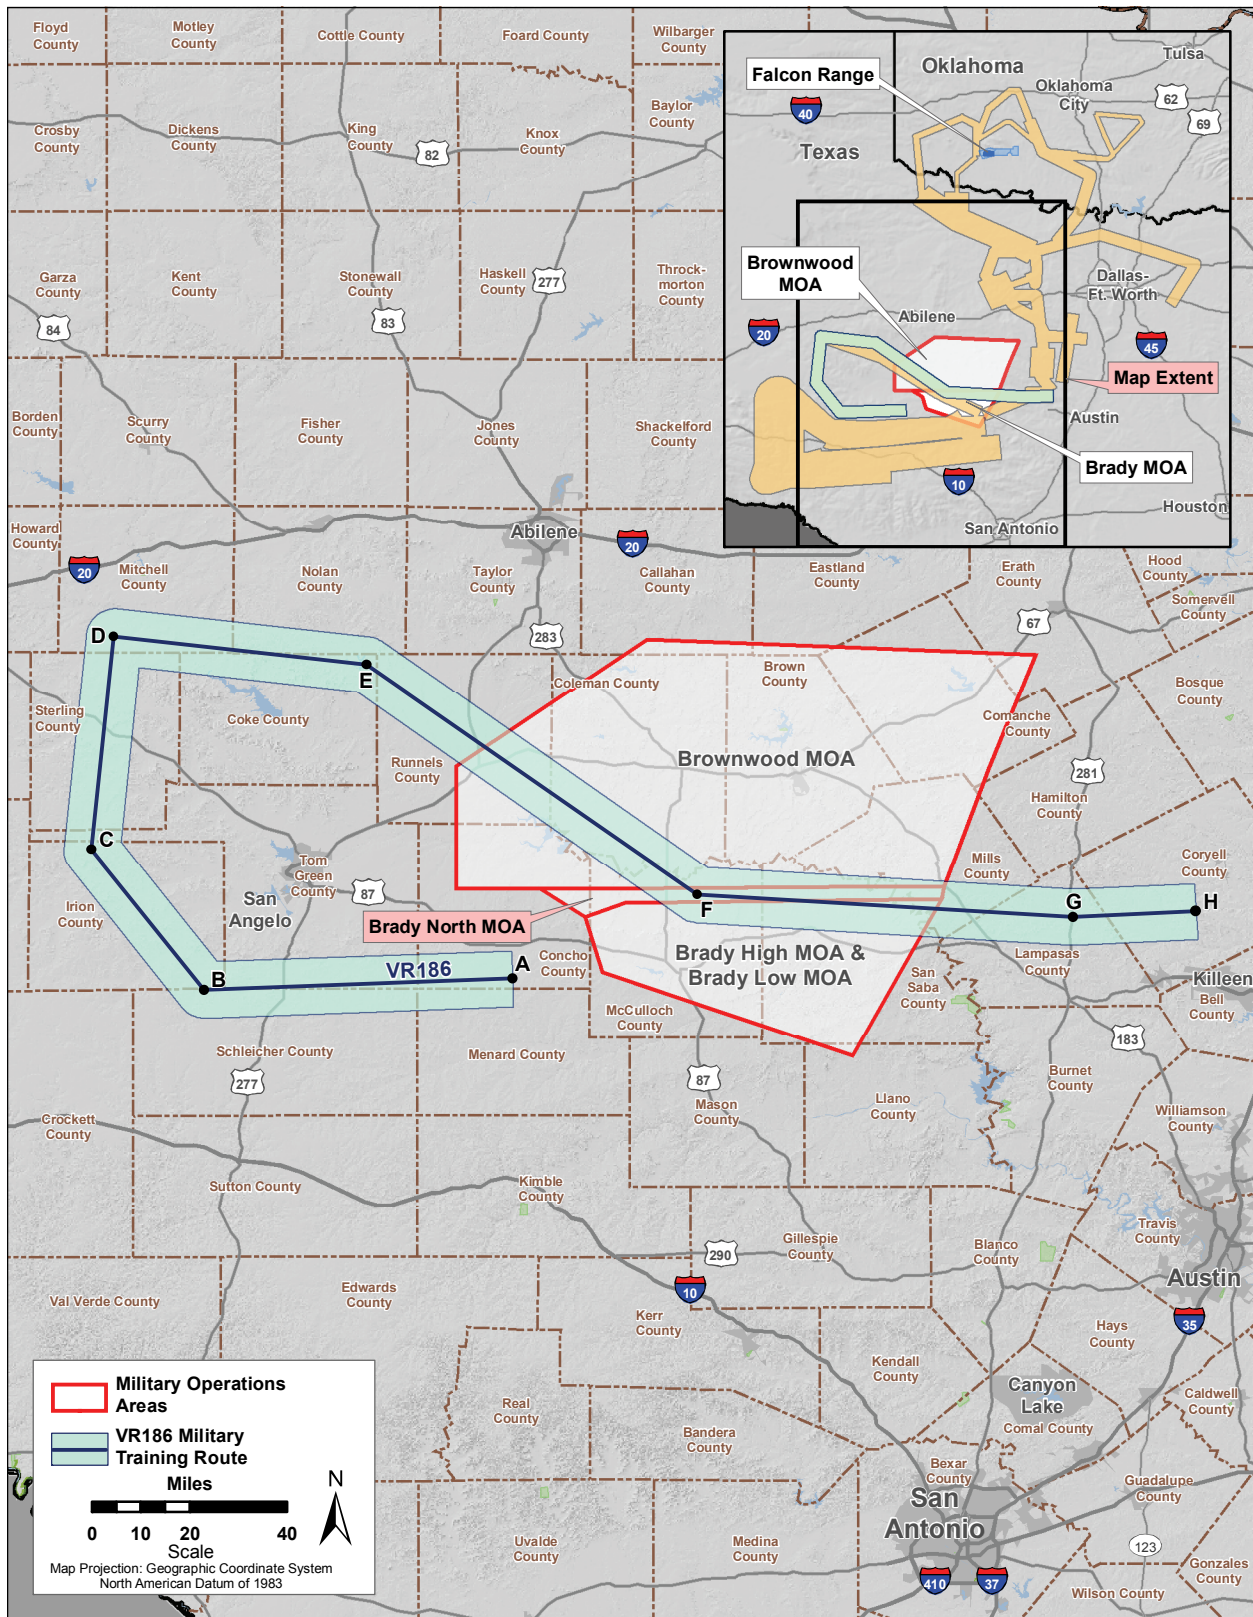 Floyd
County
Motley
County
Cottle County
Foard County
Wilbarger
County
Crosby
County
Dickens
County
King
County
82
Knox
County
Baylor
County
Garza
County
84
Kent
County
Stonewall
County
83
Haskell
County
277
Throck-
morton
County
Borden
County
Scurry
County
Fisher
County
Jones
County
Shackelford
County
Howard
County
20
Mitchell
County
Nolan
County
Abilene
Taylor
County
20
Callahan
County
Eastland
County
Erath
County
Hood
County
Somervell
County
Falcon Range
Oklahoma
Tulsa
Oklahoma
City
62
69
40
Texas
Brownwood
MOA
Dallas-
Ft. Worth
Abilene
20
45
Map Extent
Austin
Brady MOA
10
Houston
San Antonio
D
E
283
67
Coleman County
Brown
County
Bosque
County
Sterling
County
Coke County
Comanche
County
Runnels
County
Brownwood MOA
281
Hamilton
County
C
Tom
Green
County
87
San
Angelo
Irion
County
Mills
County
Coryell
County
Brady North MOA
F
G
H
VR186
A
B
Concho
County
Brady High MOA &
Brady Low MOA
San
Saba
County
Lampasas
County
Killeen
Bell
County
McCulloch
County
Schleicher County
277
Menard County
87
183
Burnet
County
Crockett
County
Mason
County
Llano
County
Williamson
County
Sutton County
Kimble
County
290
Gillespie
County
Blanco
County
Travis
County
Austin
Val Verde County
Edwards
County
10
Kerr
County
35
Hays
County
Kendall
County
Canyon
Lake
Comal County
Caldwell
County
Real
County
Bandera
County
Bexar
County
Guadalupe
County
San
Antonio
Uvalde
County
Medina
County
410
37
123
Gonzales
County
Wilson County
Military Operations
Areas
VR186 Military
Training Route
Miles
N
0 10 20 40
Scale
Map Projection: Geographic Coordinate System
North American Datum of 1983